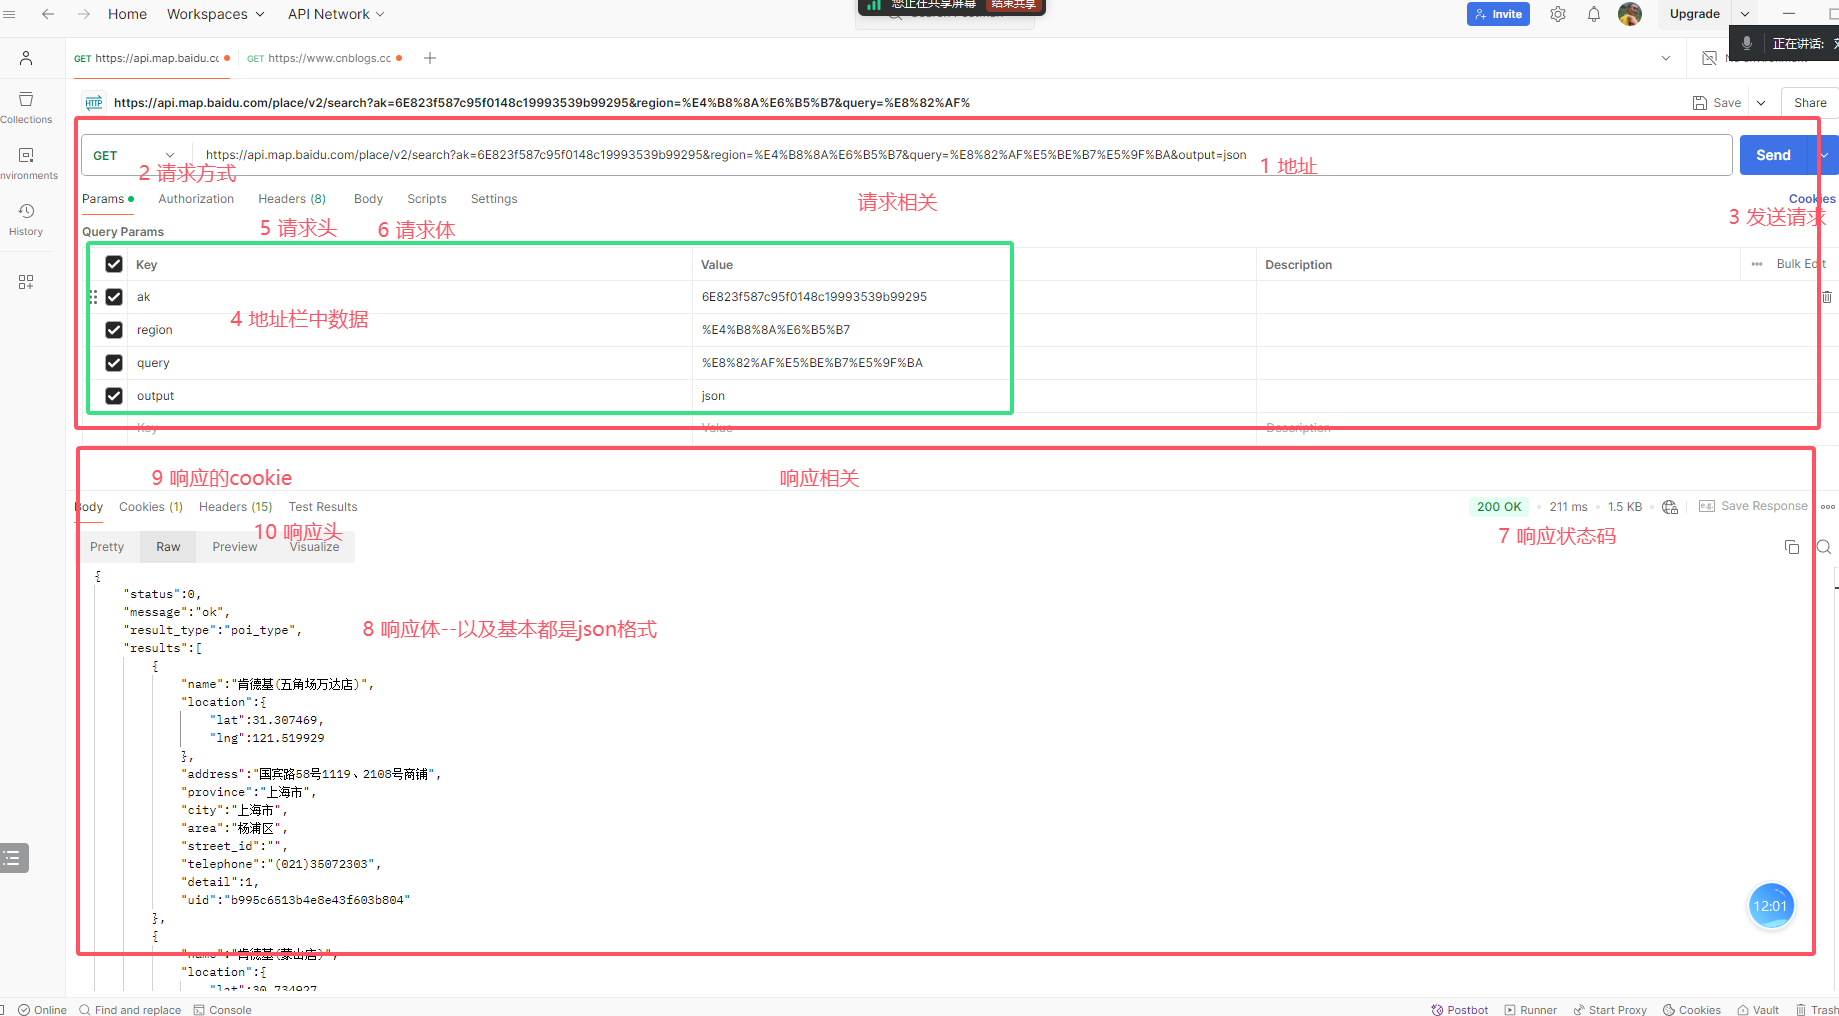 Home Workspaces API Network
您正在共享屏幕 结束共享
Invite Upgrade
正在讲话:
GET https://api.map.baidu.cc GET https://www.cnblogs.cc
HTTP https://api.map.baidu.com/place/v2/search?ak=6E823f587c95f0148c19993539b99295&region=%E4%B8%8A%E6%B5%B7&query=%E8%82%AF% Save Share
Collections
GET https://api.map.baidu.com/place/v2/search?ak=6E823f587c95f0148c19993539b99295&region=%E4%B8%8A%E6%B5%B7&query=%E8%82%AF%E5%BE%B7%E5%9F%BA&output=json Send
1 地址
2 请求方式
nvironments
Params Authorization Headers (8) Body Scripts Settings Cookies
请求相关
3 发送请求
History
Query Params
5 请求头 6 请求体
Key Value Description Bulk Edit
ak 6E823f587c95f0148c19993539b99295
4 地址栏中数据
region %E4%B8%8A%E6%B5%B7
query %E8%82%AF%E5%BE%B7%E5%9F%BA
output json
Key Value Description
9 响应的cookie 响应相关
Body Cookies (1) Headers (15) Test Results 200 OK 211 ms 1.5 KB Save Response
10 响应头 7 响应状态码
Pretty Raw Preview Visualize
{
"status":0,
"message":"ok",
"result_type":"poi_type",
8 响应体--以及基本都是json格式
"results":[
{
"name":"肯德基(五角场万达店)",
"location":{
"lat":31.307469,
"lng":121.519929
},
"address":"国宾路58号1119、2108号商铺",
"province":"上海市",
"city":"上海市",
"area":"杨浦区",
"street_id":"",
"telephone":"(021)35072303",
"detail":1,
"uid":"b995c6513b4e8e43f603b804"
},
12:01
{
"name":"肯德基(蒙山店)",
"location":{
"lat":30.734927
Online Find and replace Console Postbot Runner Start Proxy Cookies Vault Trash